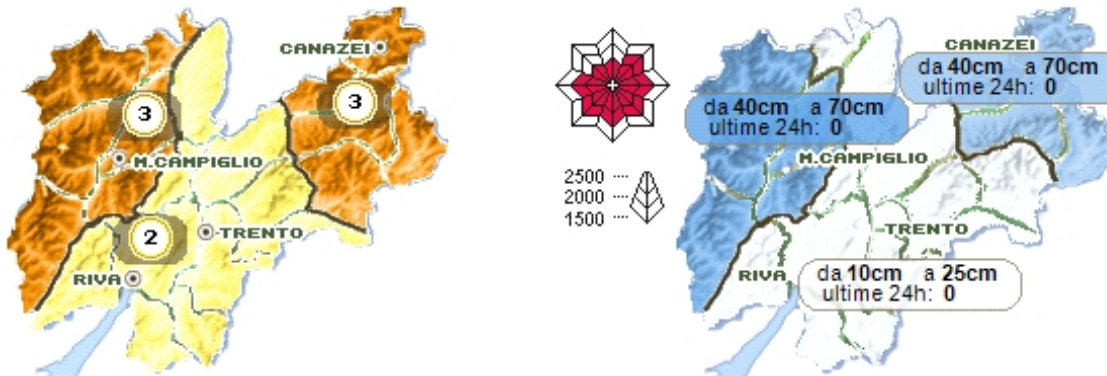 CANAZEI
3
3
M.CAMPIGLIO
2
TRENTO
RIVA
2500
2000
1500
CANAZEI
da 40cm a 70cm
ultime 24h: 0
da 40cm a 70cm
ultime 24h: 0
M.CAMPIGLIO
TRENTO
RIVA
da 10cm a 25cm
ultime 24h: 0